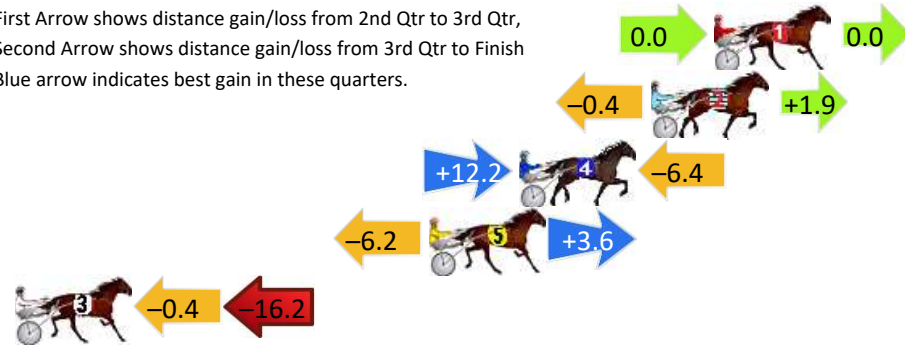 First Arrow shows distance gain/loss from 2nd Qtr to 3rd Qtr,
Second Arrow shows distance gain/loss from 3rd Qtr to Finish
Blue arrow indicates best gain in these quarters.
0.0 1 0.0
–0.4 2 +1.9
+12.2 4 –6.4
–6.2 5 +3.6
3 –0.4 –16.2